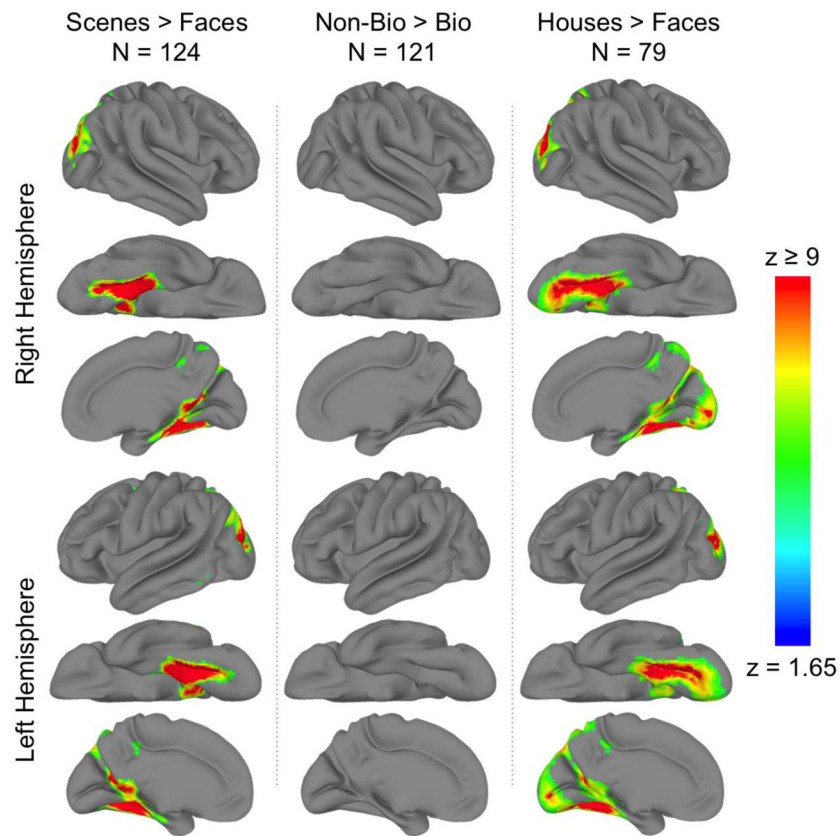 Scenes > Faces
N = 124
Non-Bio > Bio
N = 121
Houses > Faces
N = 79
Right Hemisphere
Left Hemisphere
z ≥ 9
z = 1.65